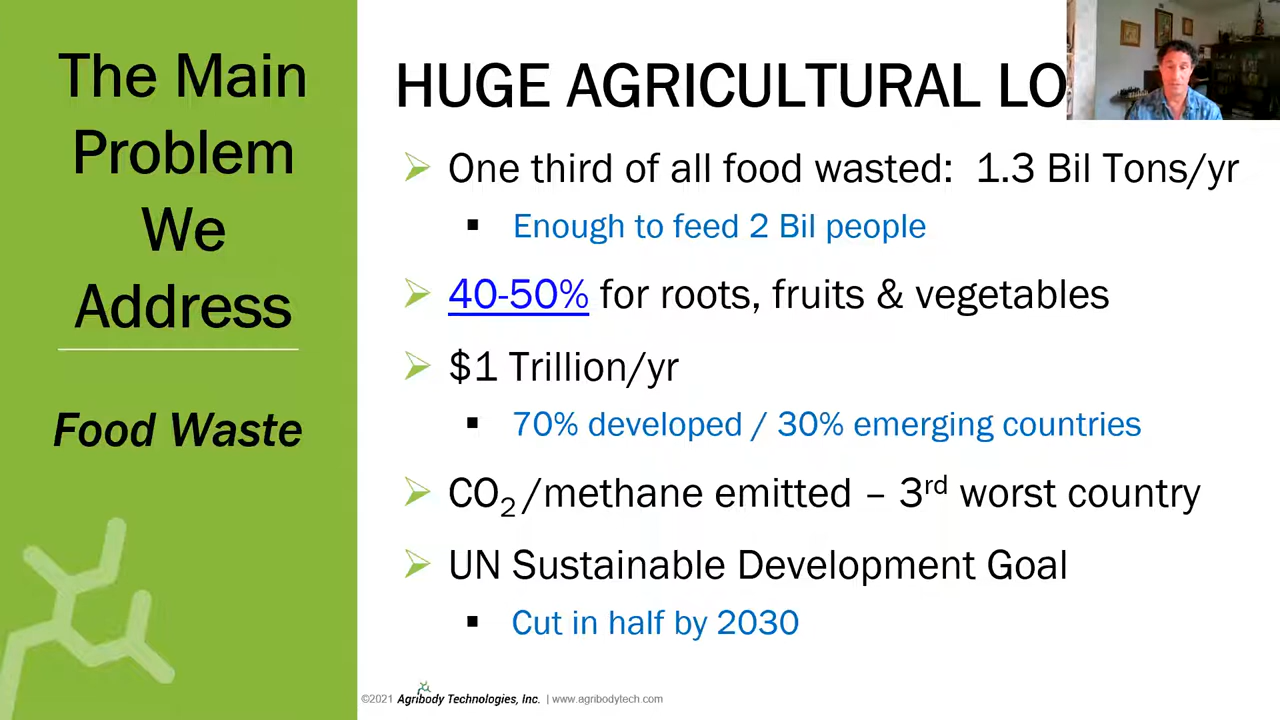 The Main
Problem
We
Address
Food Waste
HUGE AGRICULTURAL LO
➢ One third of all food wasted: 1.3 Bil Tons/yr
▪ Enough to feed 2 Bil people
➢ 40-50% for roots, fruits & vegetables
➢ $1 Trillion/yr
▪ 70% developed / 30% emerging countries
➢ CO₂/methane emitted – 3rd worst country
➢ UN Sustainable Development Goal
▪ Cut in half by 2030
©2021 Agribody Technologies, Inc. | www.agribodytech.com